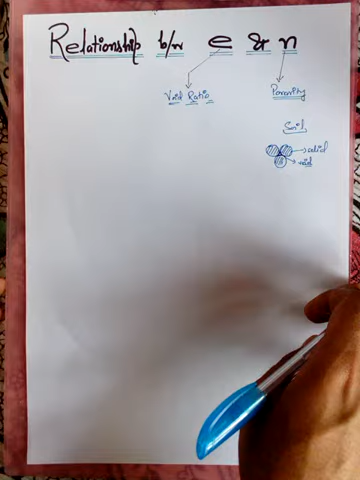 Relationship b/n e & n
Void Ratio
Porosity
Soil
solid
void